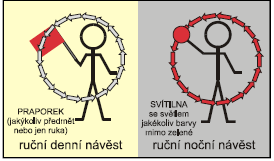 PRAPOREK
(jakýkoliv předmět
nebo jen ruka)
ruční denní návěst
SVÍTILNA
se světlem
jakékoliv barvy
mimo zelené
ruční noční návěst